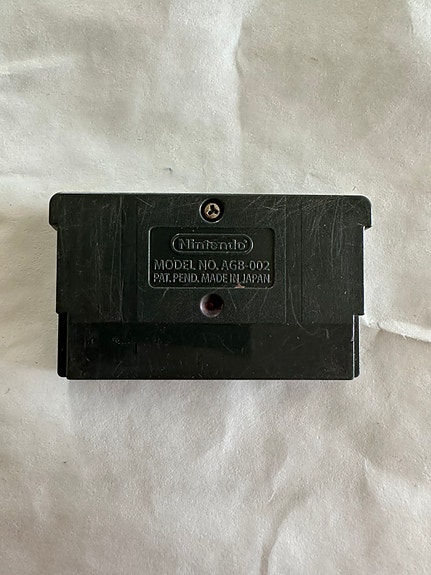 Nintendo
MODEL NO. AGB-002
PAT. PEND. MADE IN JAPAN